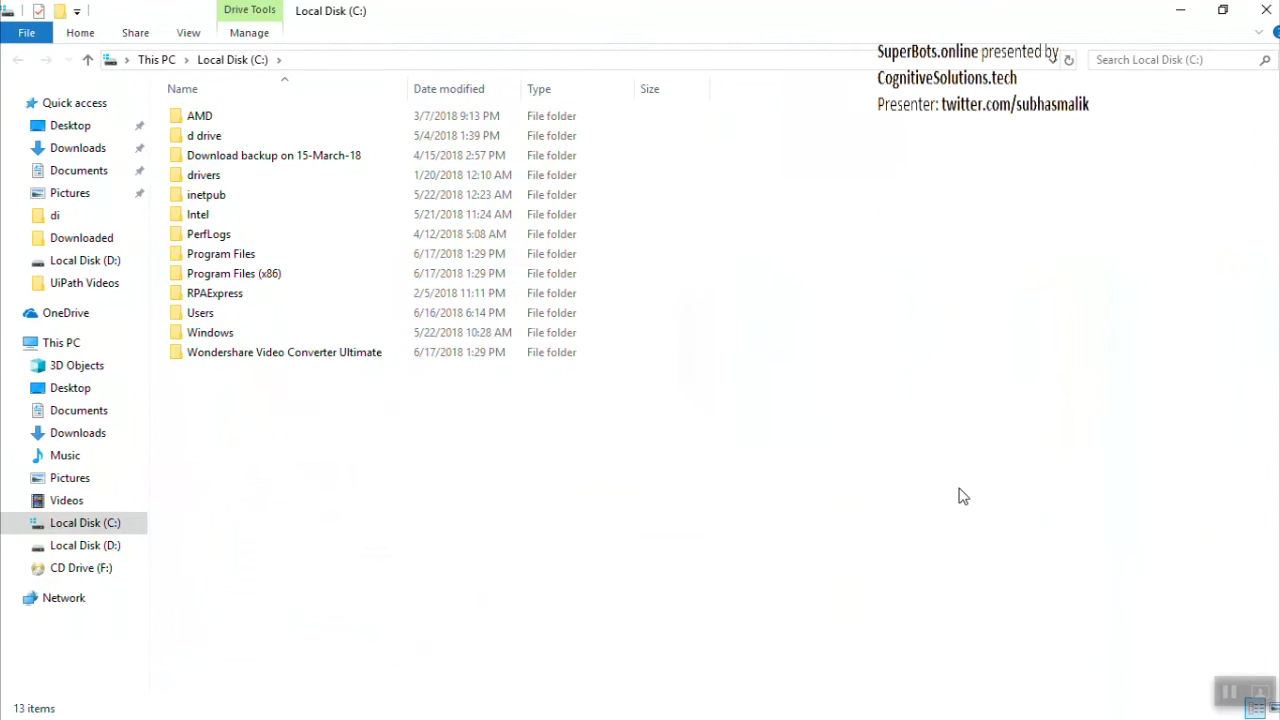 Drive Tools
Local Disk (C:)
File
Home
Share
View
Manage
This PC
Local Disk (C:)
Search Local Disk (C:)
SuperBots.online presented by
CognitiveSolutions.tech
Presenter: twitter.com/subhasmalik
Name
Date modified
Type
Size
Quick access
Desktop
Downloads
Documents
Pictures
di
Downloaded
Local Disk (D:)
UiPath Videos
OneDrive
This PC
3D Objects
Desktop
Documents
Downloads
Music
Pictures
Videos
Local Disk (C:)
Local Disk (D:)
CD Drive (F:)
Network
AMD 3/7/2018 9:13 PM File folder
d drive 5/4/2018 1:39 PM File folder
Download backup on 15-March-18 4/15/2018 2:57 PM File folder
drivers 1/20/2018 12:10 AM File folder
inetpub 5/22/2018 12:23 AM File folder
Intel 5/21/2018 11:24 AM File folder
PerfLogs 4/12/2018 5:08 AM File folder
Program Files 6/17/2018 1:29 PM File folder
Program Files (x86) 6/17/2018 1:29 PM File folder
RPAExpress 2/5/2018 11:11 PM File folder
Users 6/16/2018 6:14 PM File folder
Windows 5/22/2018 10:28 AM File folder
Wondershare Video Converter Ultimate 6/17/2018 1:29 PM File folder
13 items